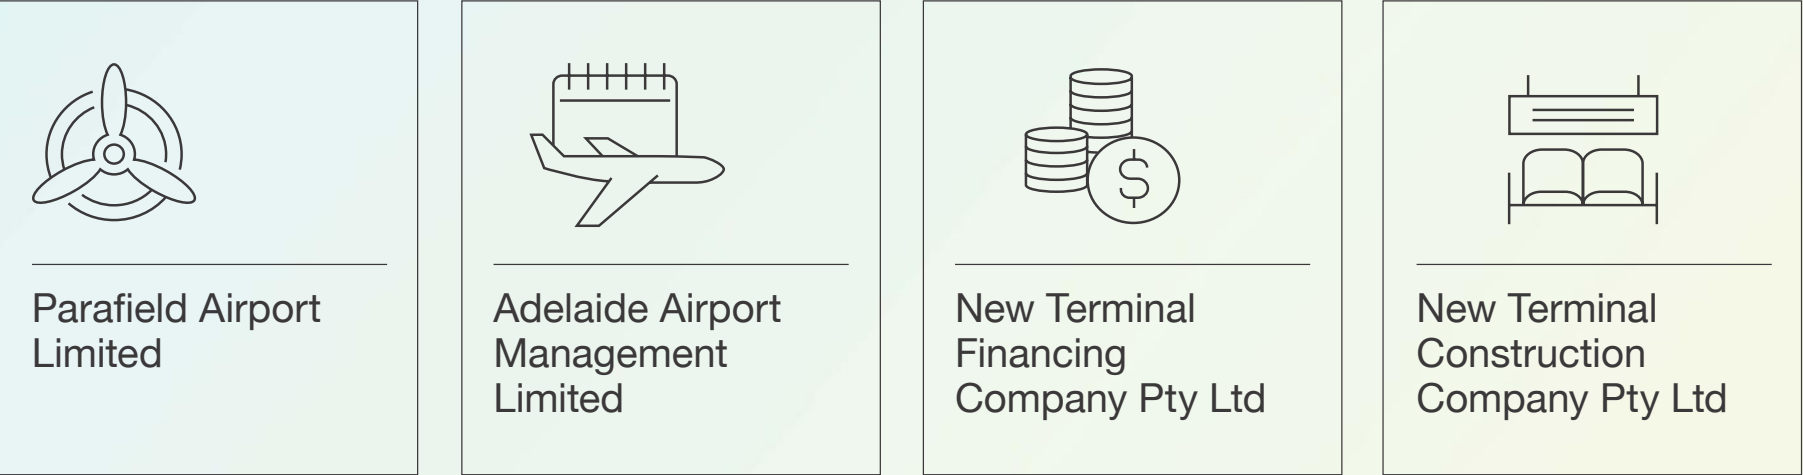 Parafield Airport
Limited
Adelaide Airport
Management
Limited
New Terminal
Financing
Company Pty Ltd
New Terminal
Construction
Company Pty Ltd